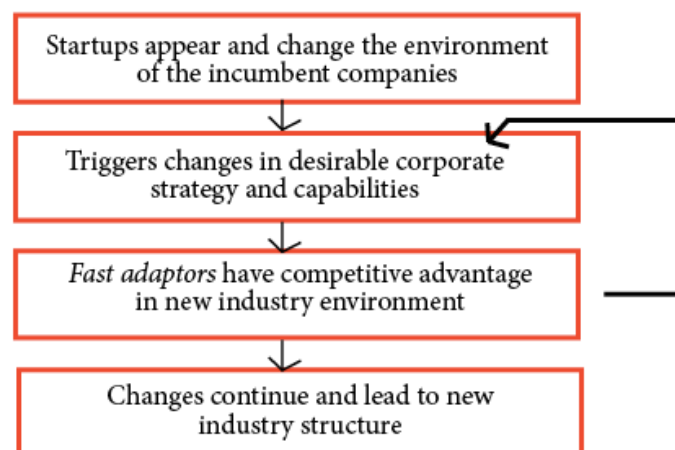 Startups appear and change the environment
of the incumbent companies
Triggers changes in desirable corporate
strategy and capabilities
Fast adaptors have competitive advantage
in new industry environment
Changes continue and lead to new
industry structure